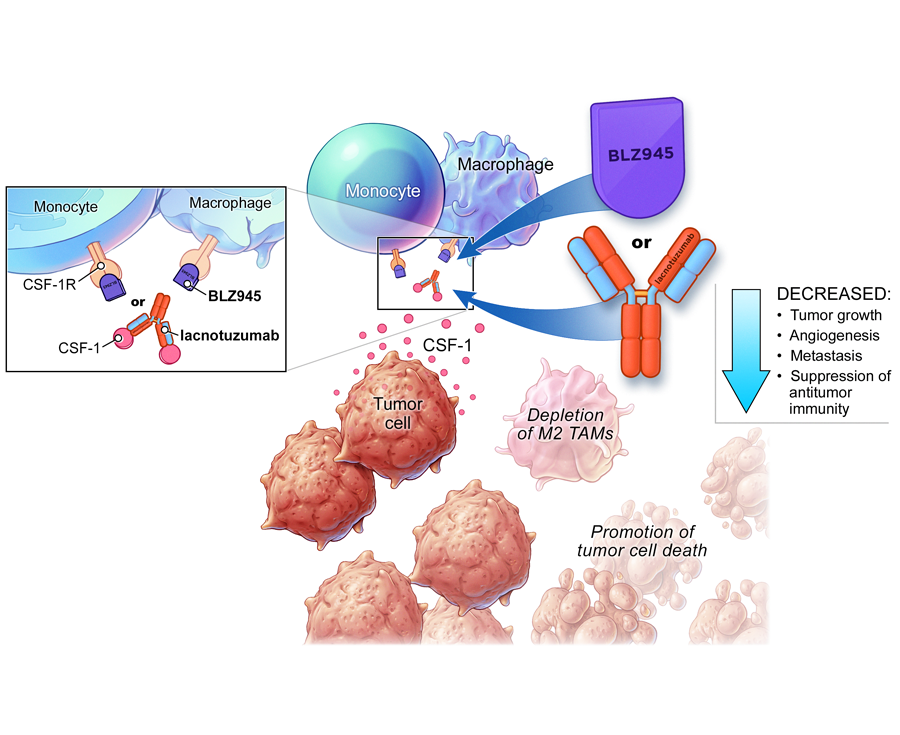 BLZ945
Macrophage
Monocyte
or
lacnotuzumab
Monocyte
Macrophage
CSF-1R
BLZ945
or
lacnotuzumab
CSF-1
CSF-1
Tumor
cell
Depletion
of M2 TAMs
DECREASED:
• Tumor growth
• Angiogenesis
• Metastasis
• Suppression of
antitumor
immunity
Promotion of
tumor cell death